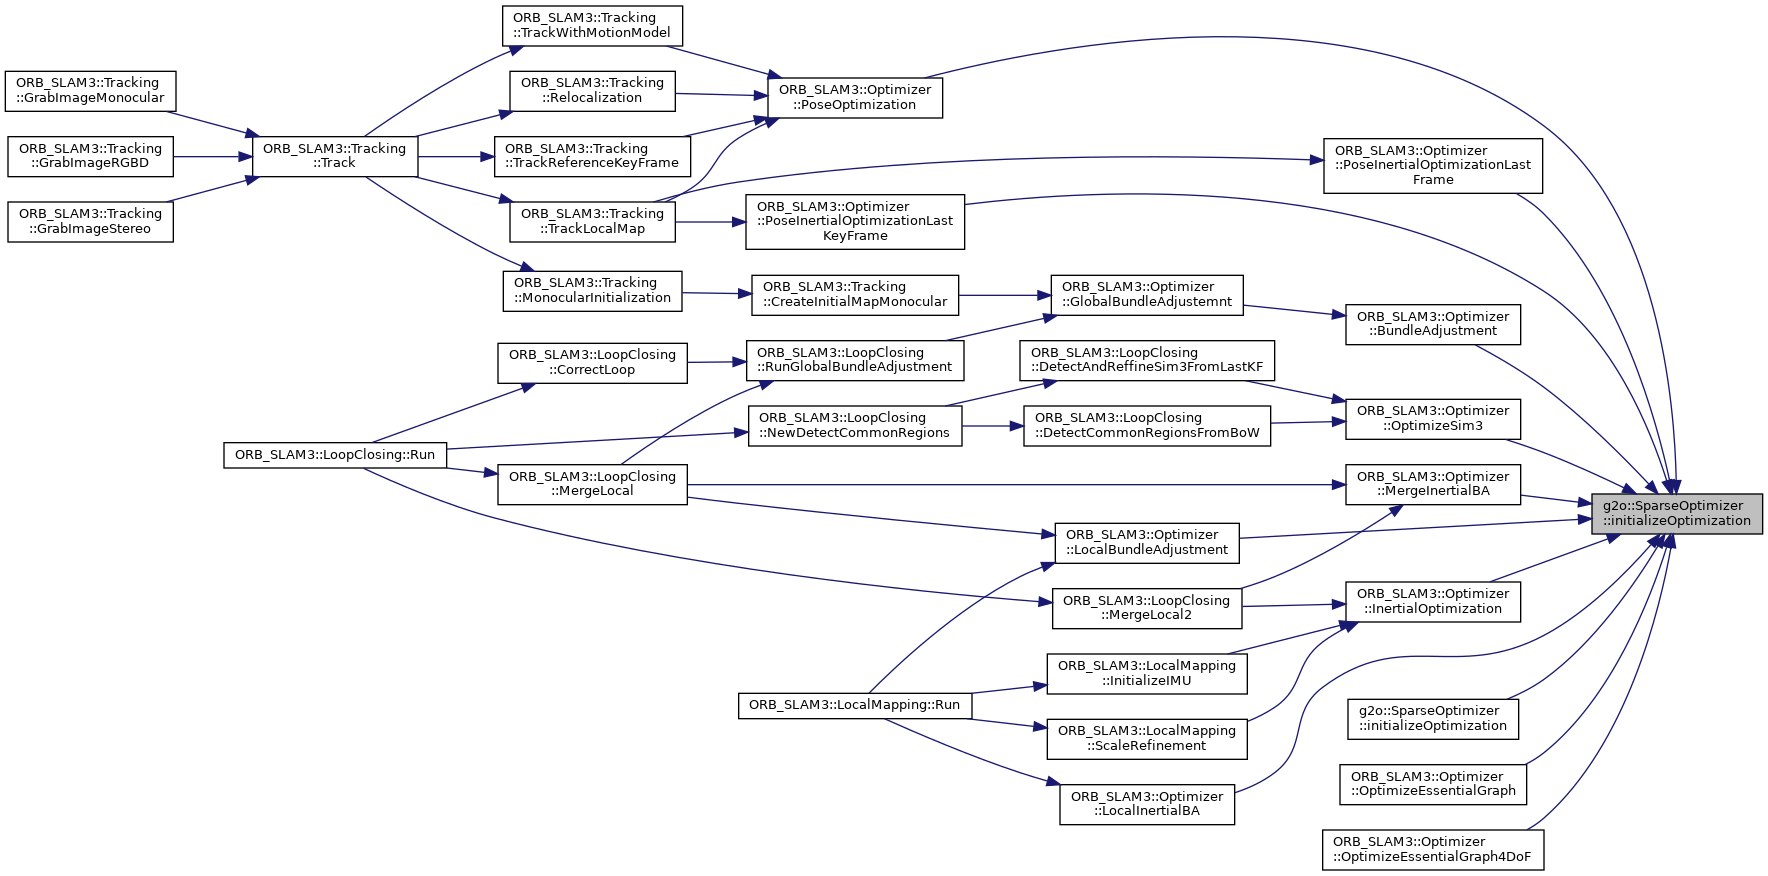 ORB_SLAM3::Tracking
::TrackWithMotionModel
ORB_SLAM3::Tracking
::GrabImageMonocular
ORB_SLAM3::Tracking
::Relocalization
ORB_SLAM3::Optimizer
::PoseOptimization
ORB_SLAM3::Tracking
::GrabImageRGBD
ORB_SLAM3::Tracking
::Track
ORB_SLAM3::Tracking
::TrackReferenceKeyFrame
ORB_SLAM3::Optimizer
::PoseInertialOptimizationLast
Frame
ORB_SLAM3::Tracking
::GrabImageStereo
ORB_SLAM3::Tracking
::TrackLocalMap
ORB_SLAM3::Optimizer
::PoseInertialOptimizationLast
KeyFrame
ORB_SLAM3::Tracking
::MonocularInitialization
ORB_SLAM3::Tracking
::CreateInitialMapMonocular
ORB_SLAM3::Optimizer
::GlobalBundleAdjustemnt
ORB_SLAM3::Optimizer
::BundleAdjustment
ORB_SLAM3::LoopClosing
::CorrectLoop
ORB_SLAM3::LoopClosing
::RunGlobalBundleAdjustment
ORB_SLAM3::LoopClosing
::DetectAndReffineSim3FromLastKF
ORB_SLAM3::LoopClosing
::NewDetectCommonRegions
ORB_SLAM3::LoopClosing
::DetectCommonRegionsFromBoW
ORB_SLAM3::Optimizer
::OptimizeSim3
ORB_SLAM3::LoopClosing::Run
ORB_SLAM3::LoopClosing
::MergeLocal
ORB_SLAM3::Optimizer
::MergeInertialBA
g2o::SparseOptimizer
::initializeOptimization
ORB_SLAM3::Optimizer
::LocalBundleAdjustment
ORB_SLAM3::LoopClosing
::MergeLocal2
ORB_SLAM3::Optimizer
::InertialOptimization
ORB_SLAM3::LocalMapping
::InitializeIMU
ORB_SLAM3::LocalMapping::Run
ORB_SLAM3::LocalMapping
::ScaleRefinement
g2o::SparseOptimizer
::initializeOptimization
ORB_SLAM3::Optimizer
::LocalInertialBA
ORB_SLAM3::Optimizer
::OptimizeEssentialGraph
ORB_SLAM3::Optimizer
::OptimizeEssentialGraph4DoF